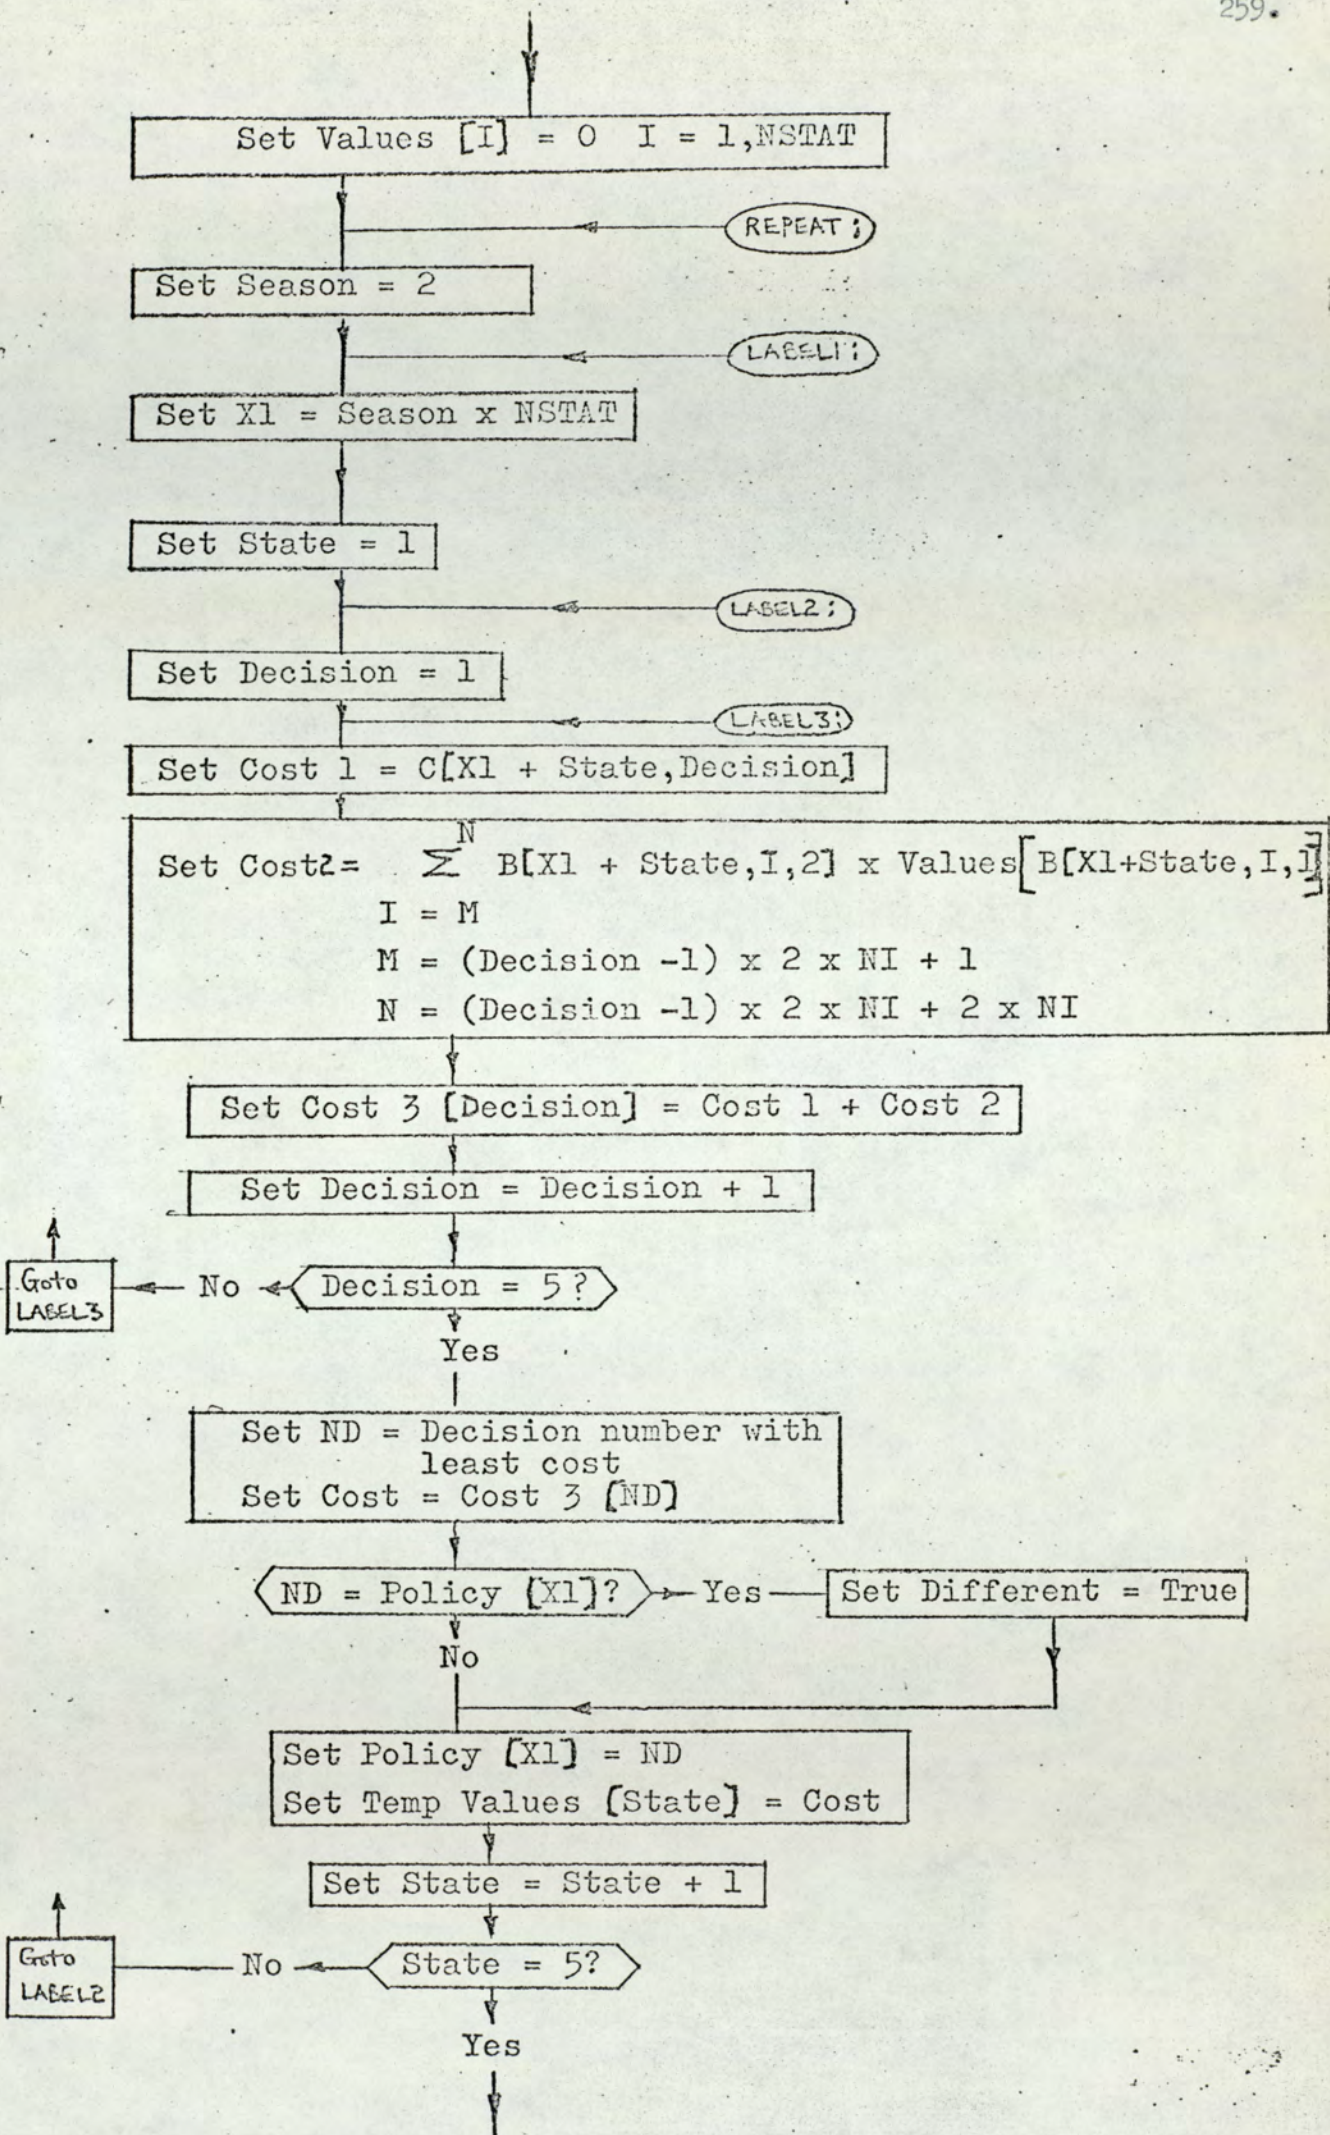 259.
Set Values [I] = 0 I = 1,NSTAT
REPEAT;
Set Season = 2
LABEL1;
Set X1 = Season x NSTAT
Set State = 1
LABEL2;
Set Decision = 1
LABEL3;
Set Cost 1 = C[X1 + State,Decision]
N
Set Cost2= Σ B[X1 + State,I,2] x Values[B[X1+State,I,1]]
I = M
M = (Decision -1) x 2 x NI + 1
N = (Decision -1) x 2 x NI + 2 x NI
Set Cost 3 [Decision] = Cost 1 + Cost 2
Set Decision = Decision + 1
Goto
LABEL3
No
Decision = 5?
Yes
Set ND = Decision number with
least cost
Set Cost = Cost 3 [ND]
ND = Policy [X1]? Yes Set Different = True
No
Set Policy [X1] = ND
Set Temp Values [State] = Cost
Set State = State + 1
Goto
LABEL2
No
State = 5?
Yes